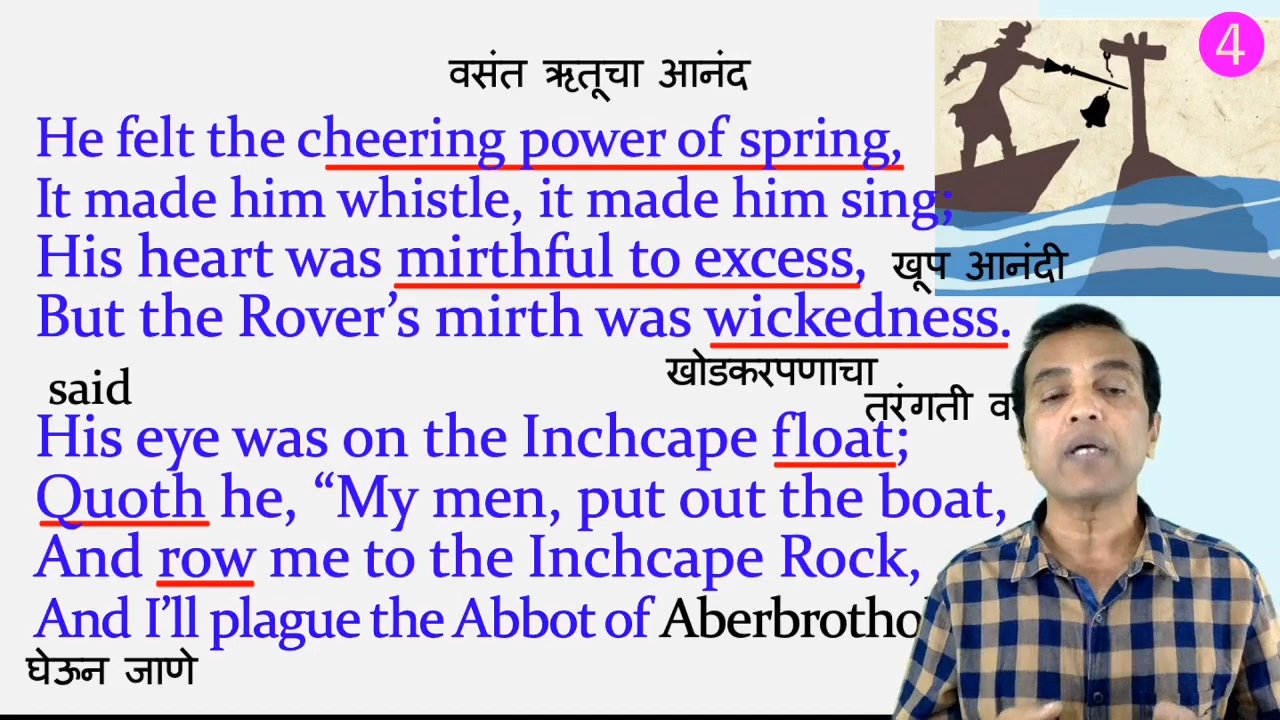 4
वसंत ऋतूचा आनंद
He felt the cheering power of spring,
It made him whistle, it made him sing;
His heart was mirthful to excess,
खूप आनंदी
But the Rover’s mirth was wickedness.
खोडकरपणाचा
said
तरंगती
His eye was on the Inchcape float;
Quoth he, “My men, put out the boat,
And row me to the Inchcape Rock,
And I’ll plague the Abbot of
घेऊन जाणे